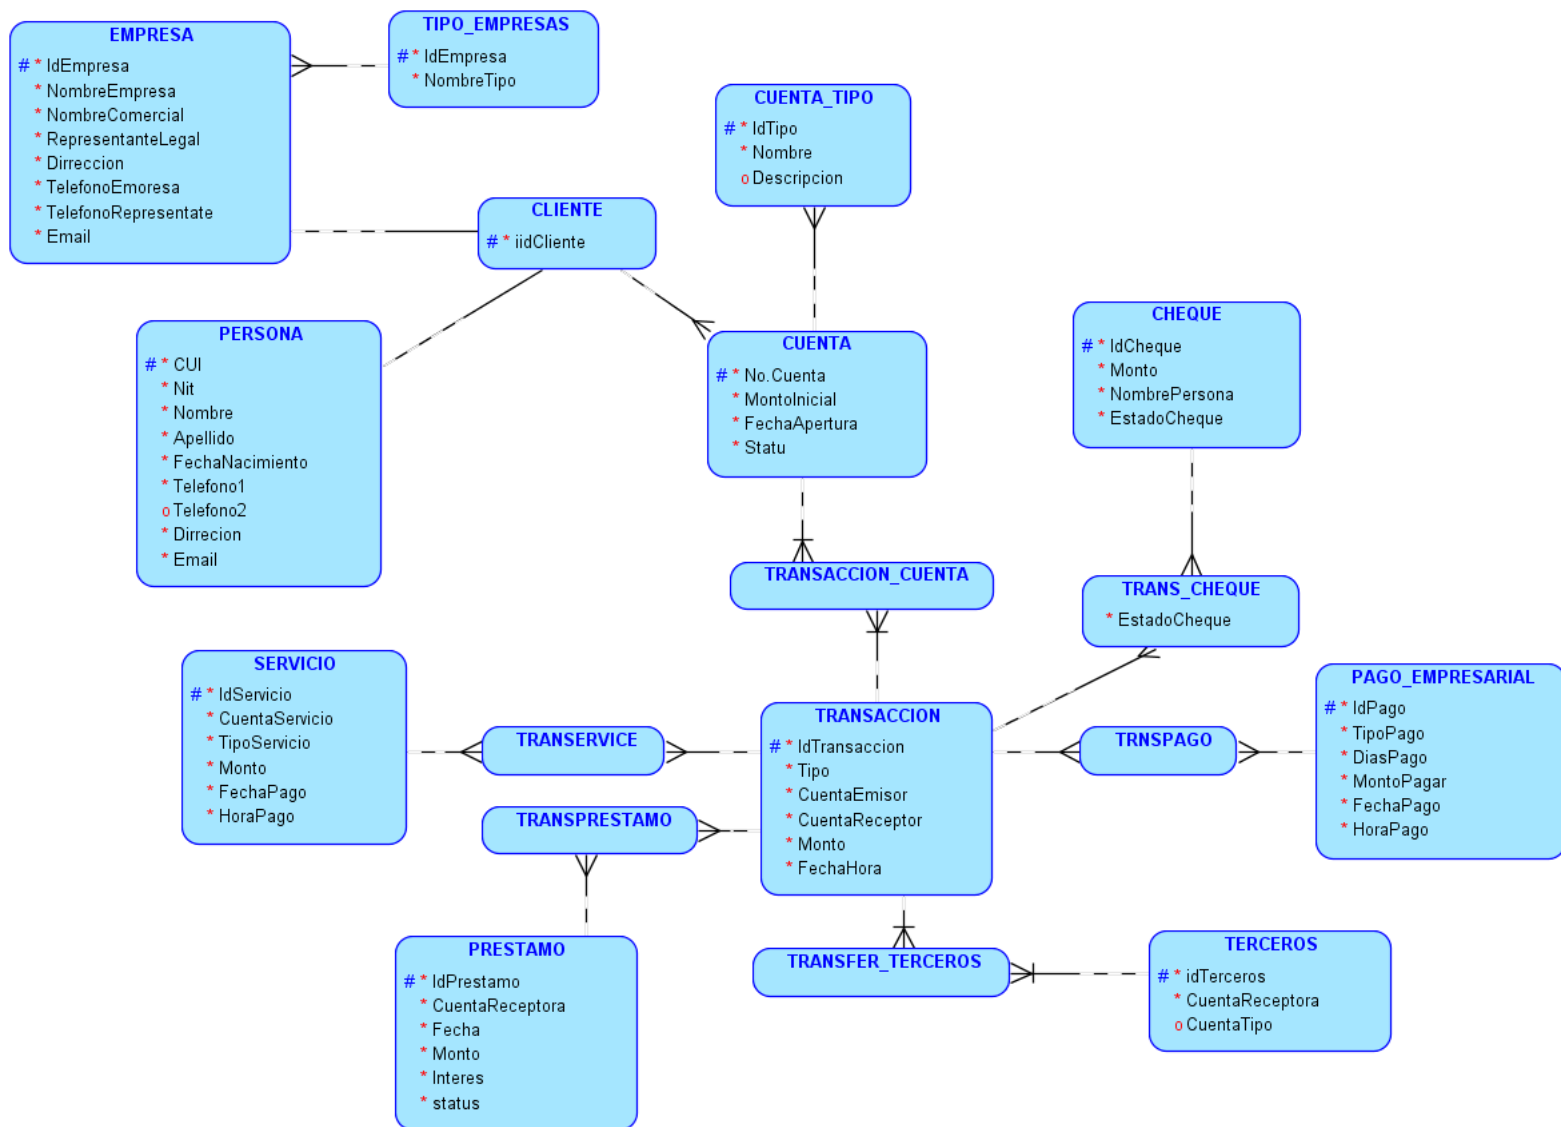 EMPRESA
# * IdEmpresa
* NombreEmpresa
* NombreComercial
* RepresentanteLegal
* Dirreccion
* TelefonoEmoresa
* TelefonoRepresentate
* Email
TIPO_EMPRESAS
# * IdEmpresa
* NombreTipo
CUENTA_TIPO
# * IdTipo
* Nombre
o Descripcion
CLIENTE
# * iidCliente
PERSONA
# * CUI
* Nit
* Nombre
* Apellido
* FechaNacimiento
* Telefono1
o Telefono2
* Dirrecion
* Email
CUENTA
# * No.Cuenta
* MontoInicial
* FechaApertura
* Statu
CHEQUE
# * IdCheque
* Monto
* NombrePersona
* EstadoCheque
TRANSACCION_CUENTA
TRANS_CHEQUE
* EstadoCheque
SERVICIO
# * IdServicio
* CuentaServicio
* TipoServicio
* Monto
* FechaPago
* HoraPago
TRANSERVICE
TRANSPRESTAMO
TRANSACCION
# * IdTransaccion
* Tipo
* CuentaEmisor
* CuentaReceptor
* Monto
* FechaHora
TRNSPAGO
PAGO_EMPRESARIAL
# * IdPago
* TipoPago
* DiasPago
* MontoPagar
* FechaPago
* HoraPago
PRESTAMO
# * IdPrestamo
* CuentaReceptora
* Fecha
* Monto
* Interes
* status
TRANSFER_TERCEROS
TERCEROS
# * idTerceros
* CuentaReceptora
o CuentaTipo